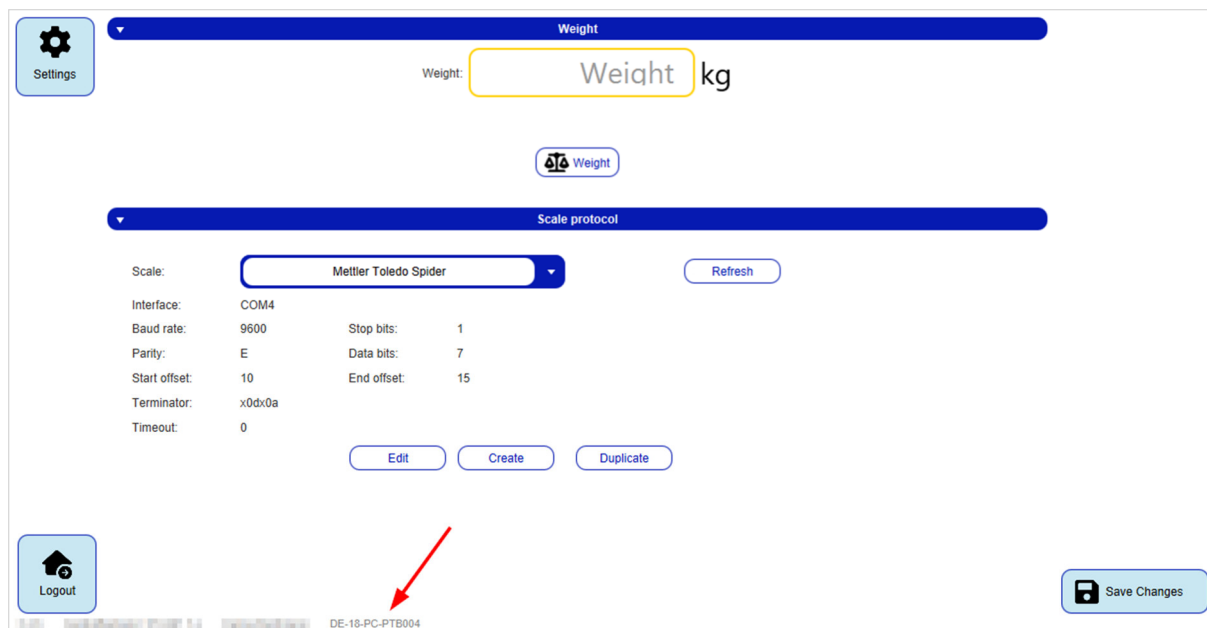 Settings
Weight
Weight: Weight kg
Weight
Scale protocol
Scale: Mettler Toledo Spider Refresh
Interface: COM4
Baud rate: 9600 Stop bits: 1
Parity: E Data bits: 7
Start offset: 10 End offset: 15
Terminator: x0dx0a
Timeout: 0
Edit Create Duplicate
Logout
Save Changes
DE-18-PC-PTB004